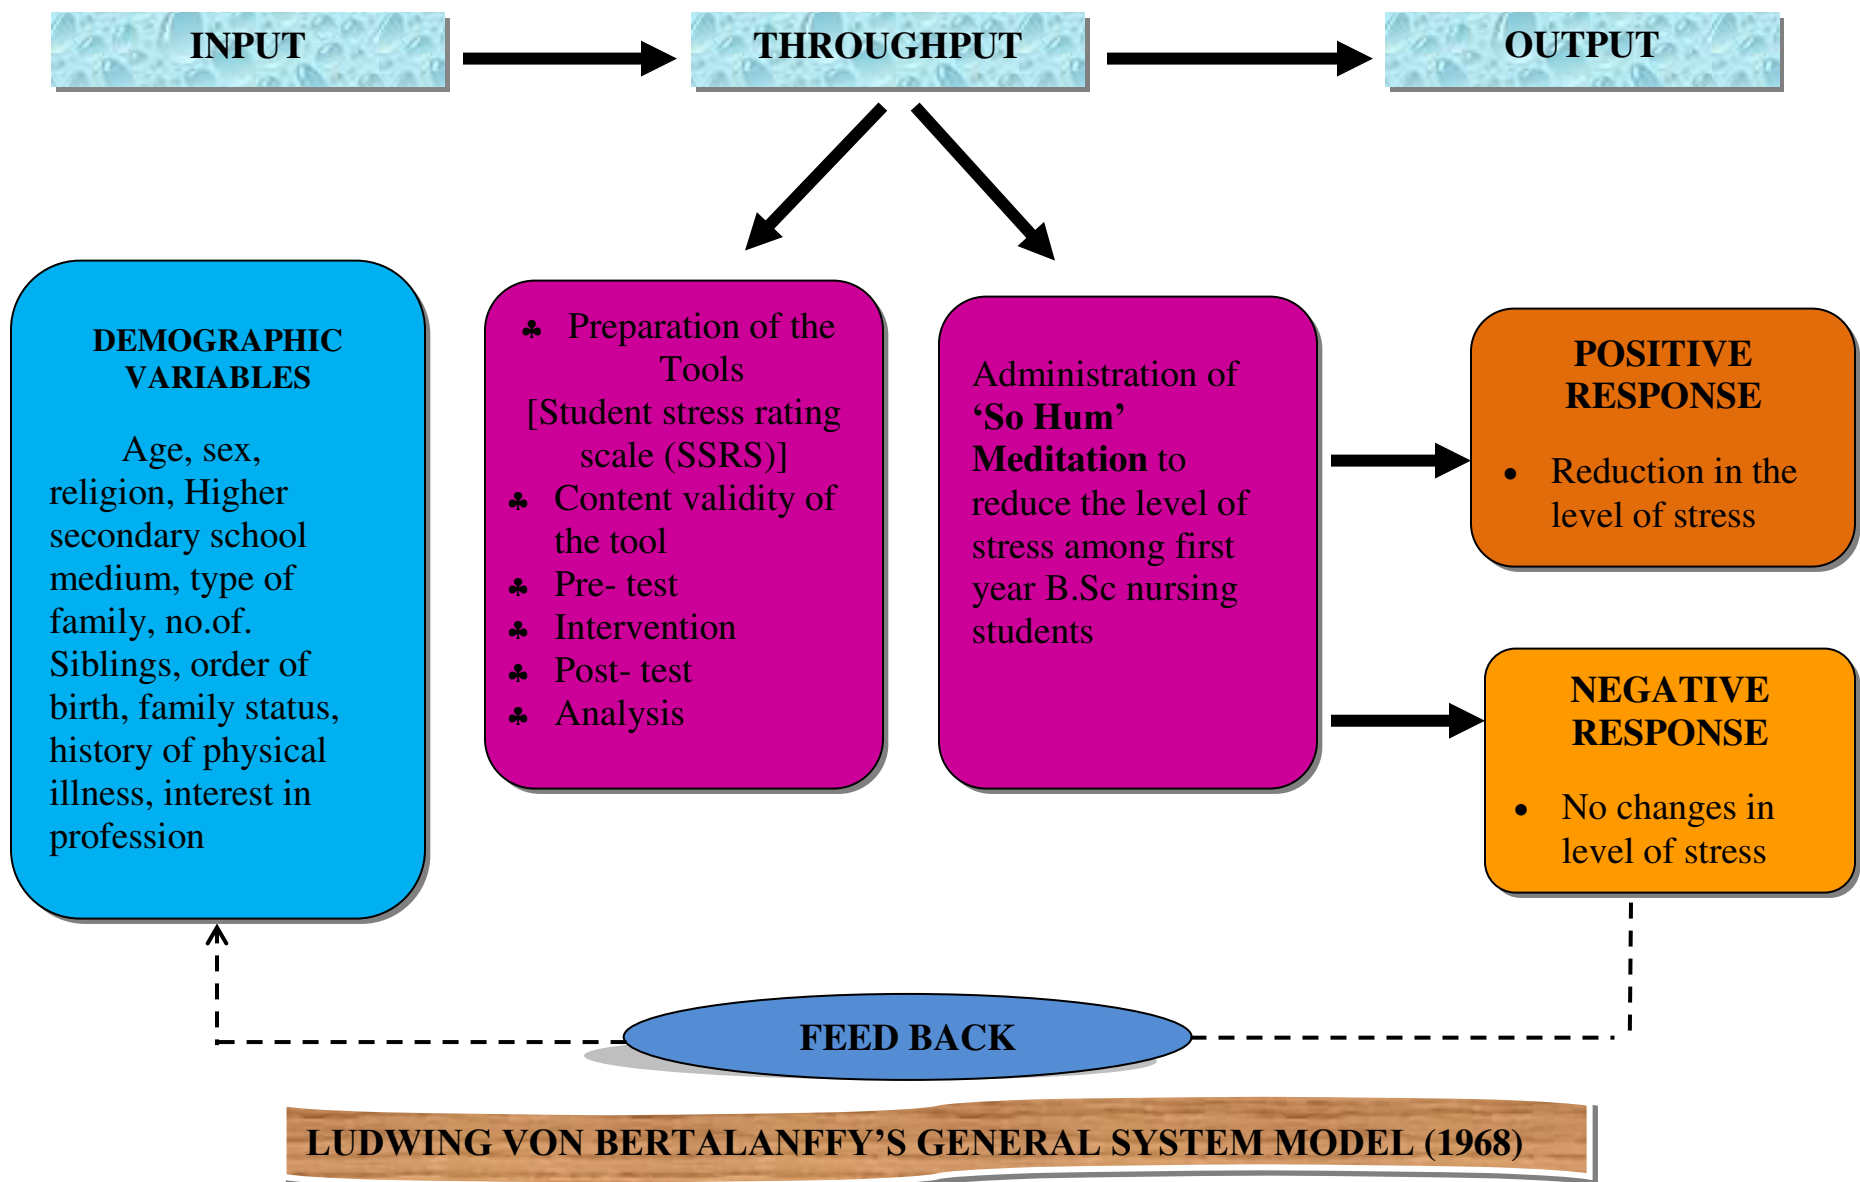 INPUT
THROUGHPUT
OUTPUT
DEMOGRAPHIC
VARIABLES
Age, sex,
religion, Higher
secondary school
medium, type of
family, no.of.
Siblings, order of
birth, family status,
history of physical
illness, interest in
profession
♣ Preparation of the
Tools
[Student stress rating
scale (SSRS)]
♣ Content validity of
the tool
♣ Pre- test
♣ Intervention
♣ Post- test
♣ Analysis
Administration of
‘So Hum’
Meditation to
reduce the level of
stress among first
year B.Sc nursing
students
POSITIVE
RESPONSE
• Reduction in the
level of stress
NEGATIVE
RESPONSE
• No changes in
level of stress
FEED BACK
LUDWING VON BERTALANFFY’S GENERAL SYSTEM MODEL (1968)